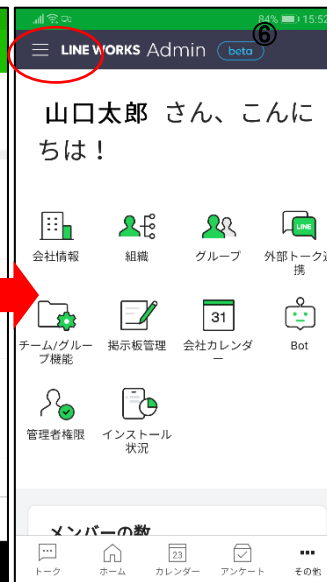 84% 15:52
LINE WORKS Admin beta
⑥
山口太郎 さん、こんに
ちは！
会社情報 組織 グループ 外部トーク連
携
LINE
チーム/グルー
プ機能
掲示板管理 会社カレンダ
ー
31
Bot
管理者権限 インストール
状況
メンバーの数
23
トーク ホーム カレンダー アンケート その他